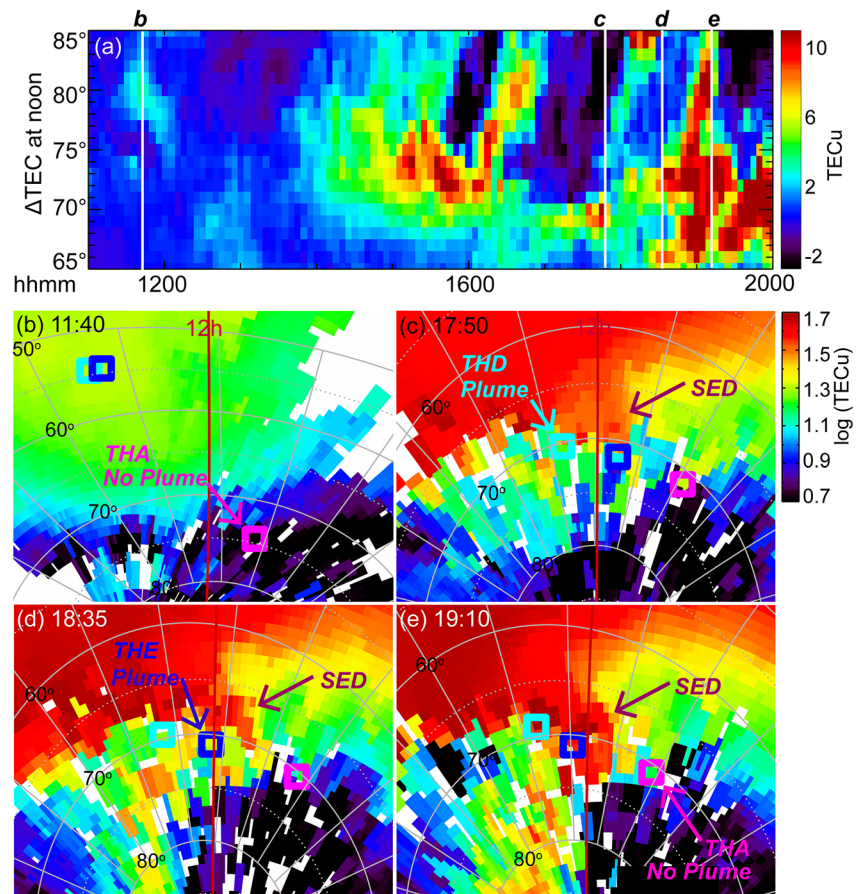 b c d e
(a)
85°
80°
75°
70°
65°
ΔTEC at noon
hhmm 1200 1600 2000
10
6
2
-2
TECu
(b) 11:40
12h
50°
60°
70°
80°
THA
No Plume
(c) 17:50
THD
Plume
SED
60°
70°
80
1.7
1.5
1.3
1.1
0.9
0.7
log (TECu)
(d) 18:35
THE
Plume
SED
60°
70°
80°
(e) 19:10
SED
60°
70°
80°
THA
No Plume